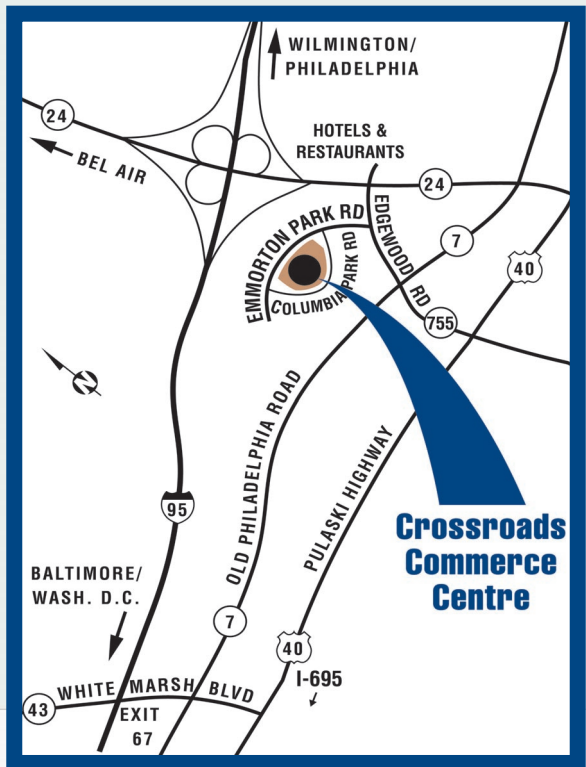 WILMINGTON/
PHILADELPHIA
24
BEL AIR
HOTELS &
RESTAURANTS
24
EMMORTON PARK RD
EDGEWOOD RD
7
COLUMBIA PARK RD
40
755
N
OLD PHILADELPHIA ROAD
PULASKI HIGHWAY
95
Crossroads
Commerce
Centre
BALTIMORE/
WASH. D.C.
7
40
I-695
WHITE MARSH BLVD
43
EXIT
67